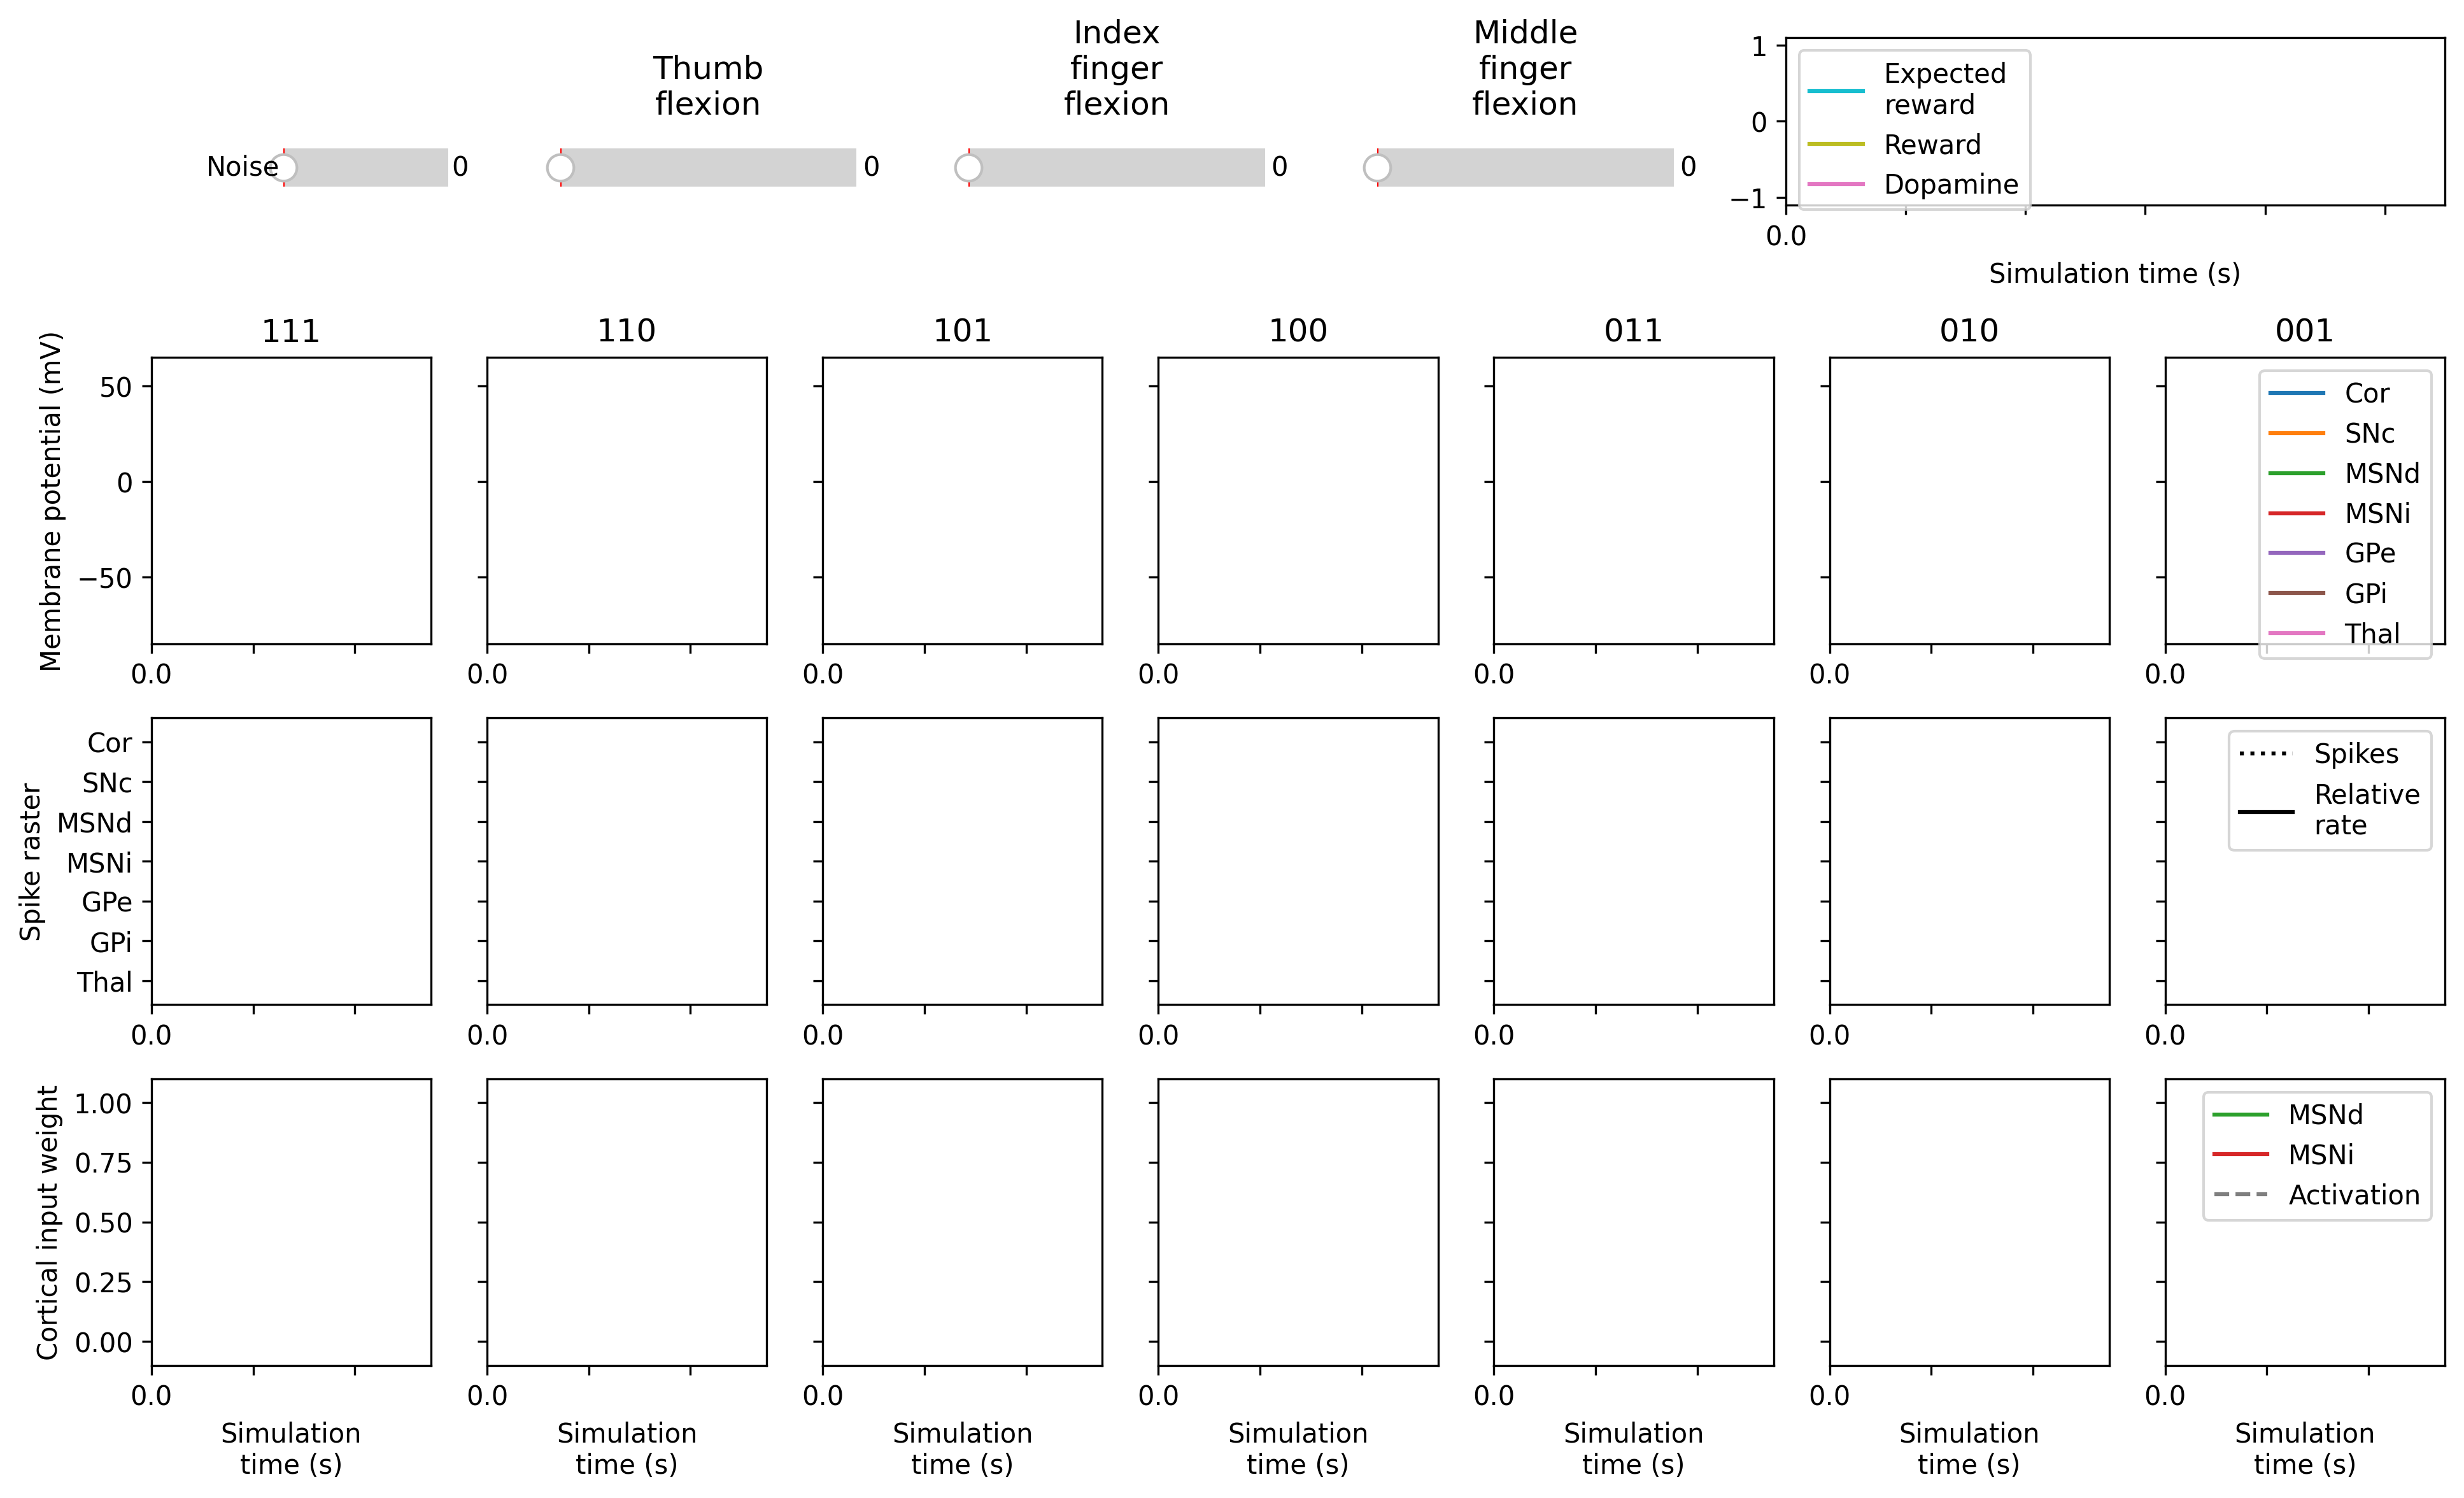 Thumb
flexion
Index
finger
flexion
Middle
finger
flexion
Noise
0
0
0
0
1
0
−1
Expected
reward
Reward
Dopamine
0.0
Simulation time (s)
111
110
101
100
011
010
001
Membrane potential (mV)
50
0
−50
Cor
SNc
MSNd
MSNi
GPe
GPi
Thal
0.0
0.0
0.0
0.0
0.0
0.0
0.0
Spike raster
Cor
SNc
MSNd
MSNi
GPe
GPi
Thal
Spikes
Relative
rate
0.0
0.0
0.0
0.0
0.0
0.0
0.0
Cortical input weight
1.00
0.75
0.50
0.25
0.00
MSNd
MSNi
Activation
0.0
0.0
0.0
0.0
0.0
0.0
0.0
Simulation
time (s)
Simulation
time (s)
Simulation
time (s)
Simulation
time (s)
Simulation
time (s)
Simulation
time (s)
Simulation
time (s)